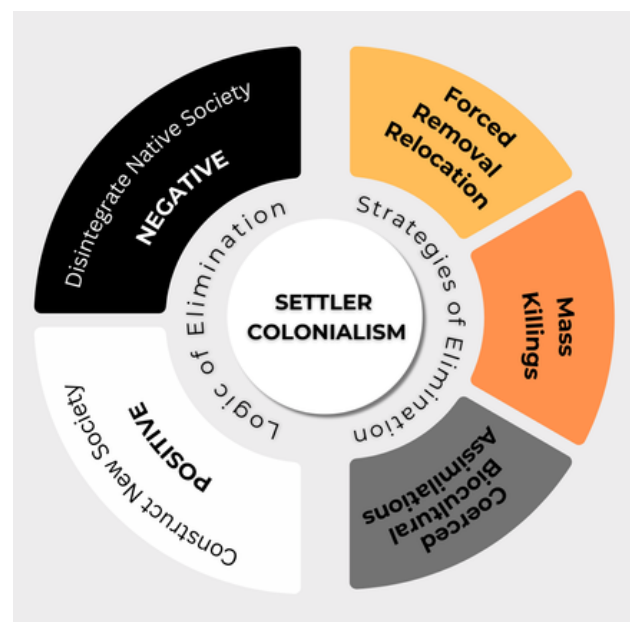 SETTLER
COLONIALISM
Logic of Elimination
Disintegrate Native Society
NEGATIVE
POSITIVE
Construct New Society
Strategies of Elimination
Forced
Removal
Relocation
Mass
Killings
Coerced
Biocultural
Assimilations